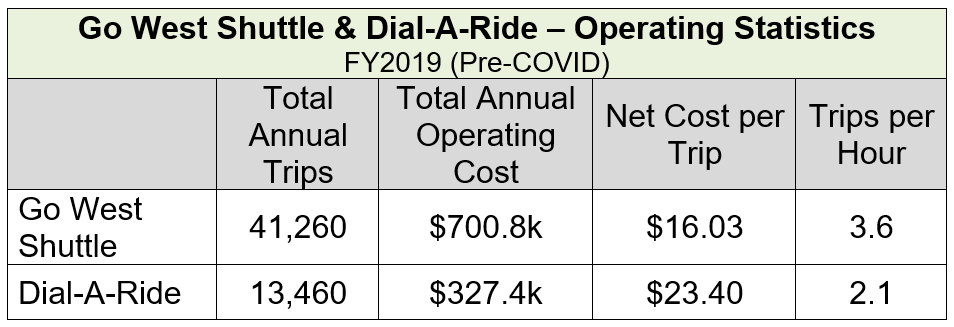 Go West Shuttle & Dial-A-Ride – Operating Statistics
FY2019 (Pre-COVID)
Total
Annual
Trips
Total Annual
Operating
Cost
Net Cost per
Trip
Trips per
Hour
Go West
Shuttle
41,260
$700.8k
$16.03
3.6
Dial-A-Ride
13,460
$327.4k
$23.40
2.1